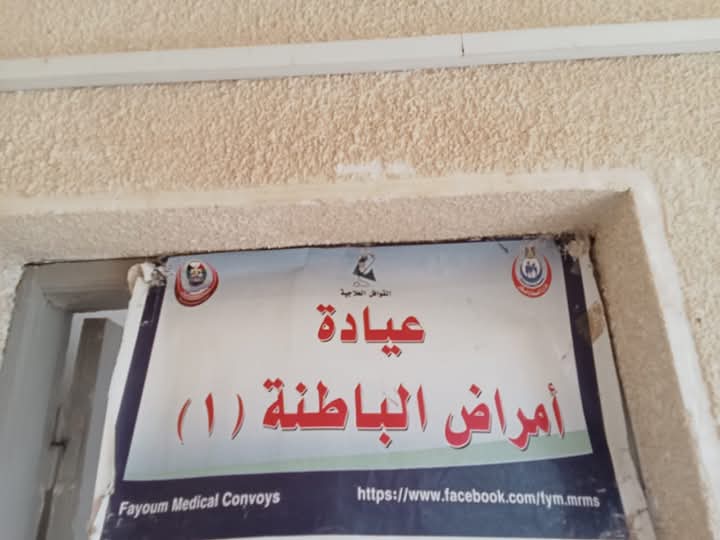 القوافل العلاجية
عيادة
أمراض الباطنة (١)
Fayoum Medical Convoys
https://www.facebook.com/fym.mrms